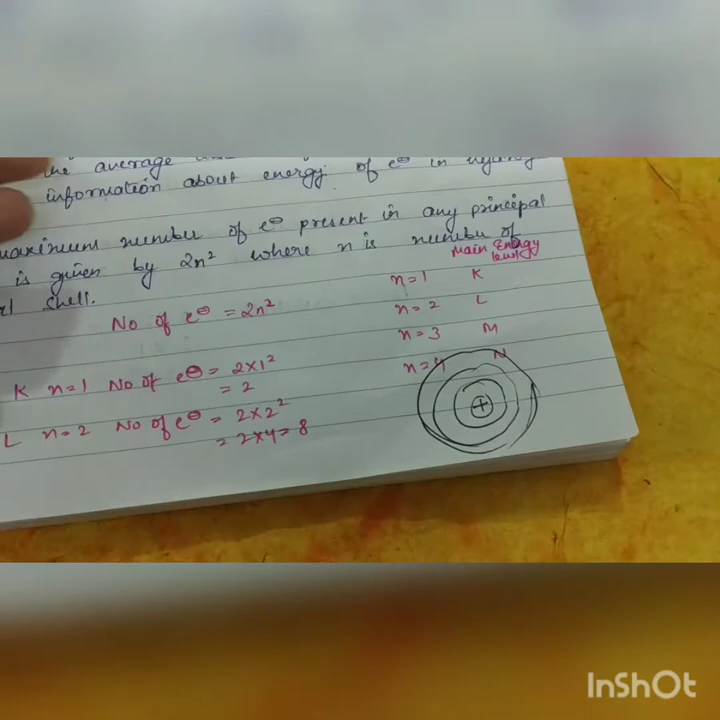 the average
information about energy of e⊖ in
maximum number of e⊖ present in any principal
is given by 2n² where n is number of
shell.
No of e⊖ = 2n²
K n=1 No of e⊖ = 2×1²
= 2
L n=2 No of e⊖ = 2×2²
= 2×4=8
Main Energy
level
n=1 K
n=2 L
n=3 M
n=4 N
+
InShOt